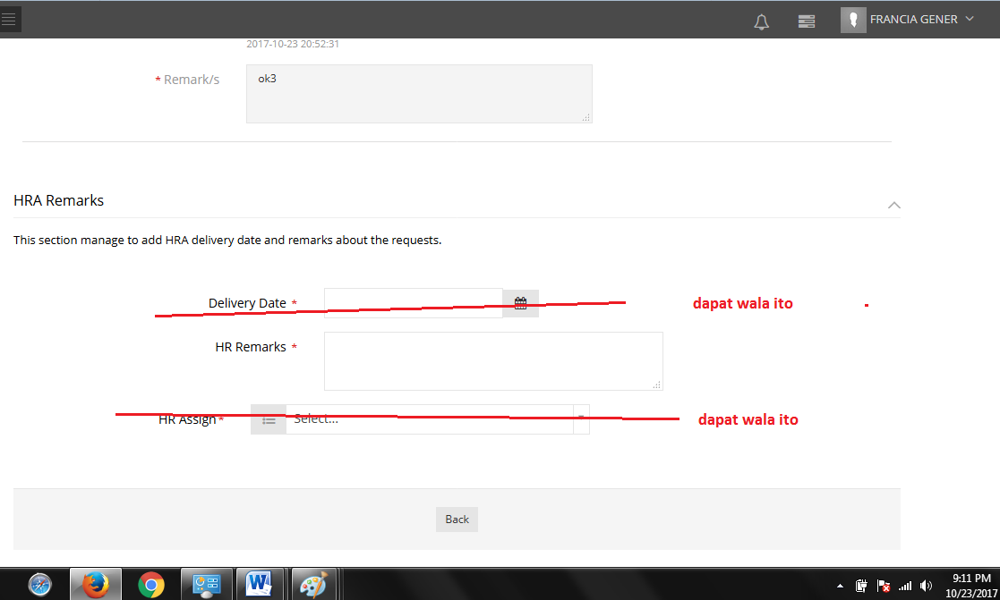 FRANCIA GENER
2017-10-23 20:52:31
* Remark/s
ok3
HRA Remarks
This section manage to add HRA delivery date and remarks about the requests.
Delivery Date *
dapat wala ito
HR Remarks *
HR Assign *
Select...
dapat wala ito
Back
9:11 PM
10/23/2017